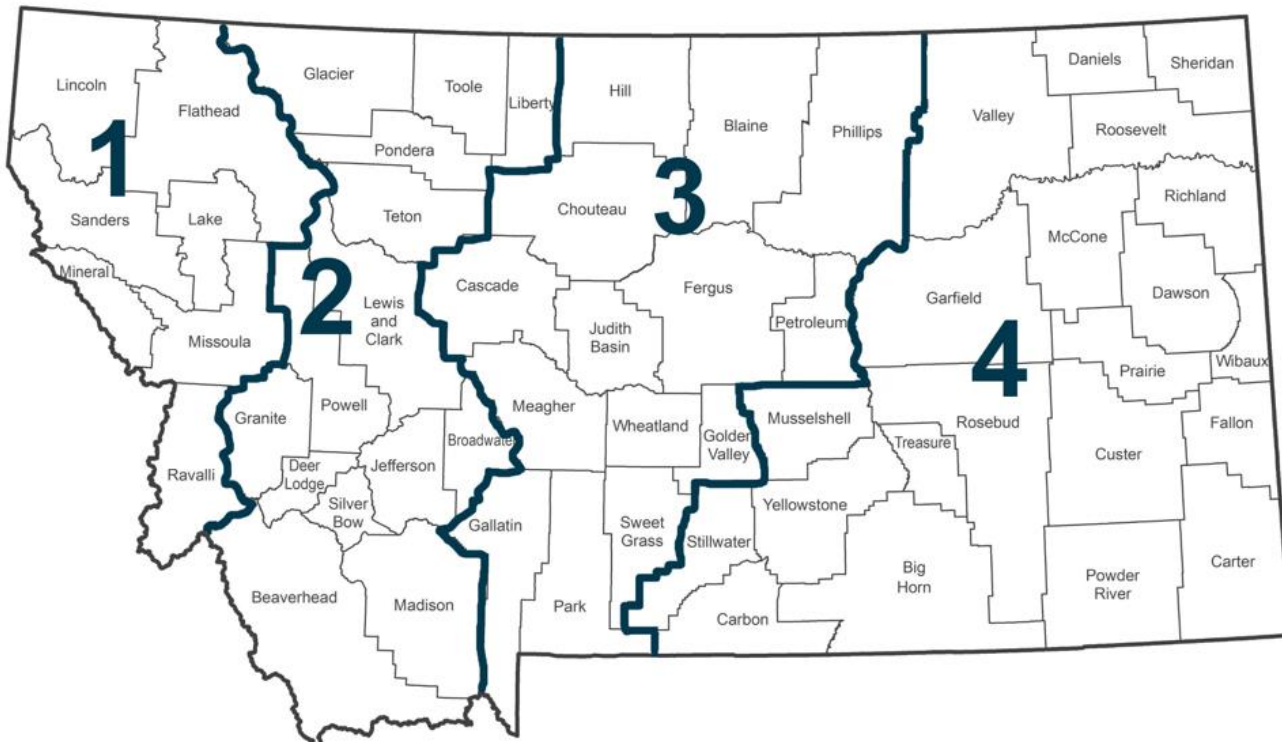 Lincoln
Flathead
Glacier
Toole
Liberty
Hill
Blaine
Phillips
Valley
Daniels
Sheridan
Roosevelt
1
Pondera
3
Sanders
Lake
Teton
Chouteau
McCone
Richland
Mineral
2
Cascade
Fergus
Petroleum
Garfield
Dawson
Missoula
Lewis
and
Clark
Judith
Basin
4
Prairie
Wibaux
Granite
Powell
Broadwater
Meagher
Wheatland
Golden
Valley
Musselshell
Treasure
Rosebud
Custer
Fallon
Ravalli
Deer
Lodge
Jefferson
Silver
Bow
Gallatin
Sweet
Grass
Stillwater
Yellowstone
Big
Horn
Powder
River
Carter
Beaverhead
Madison
Park
Carbon